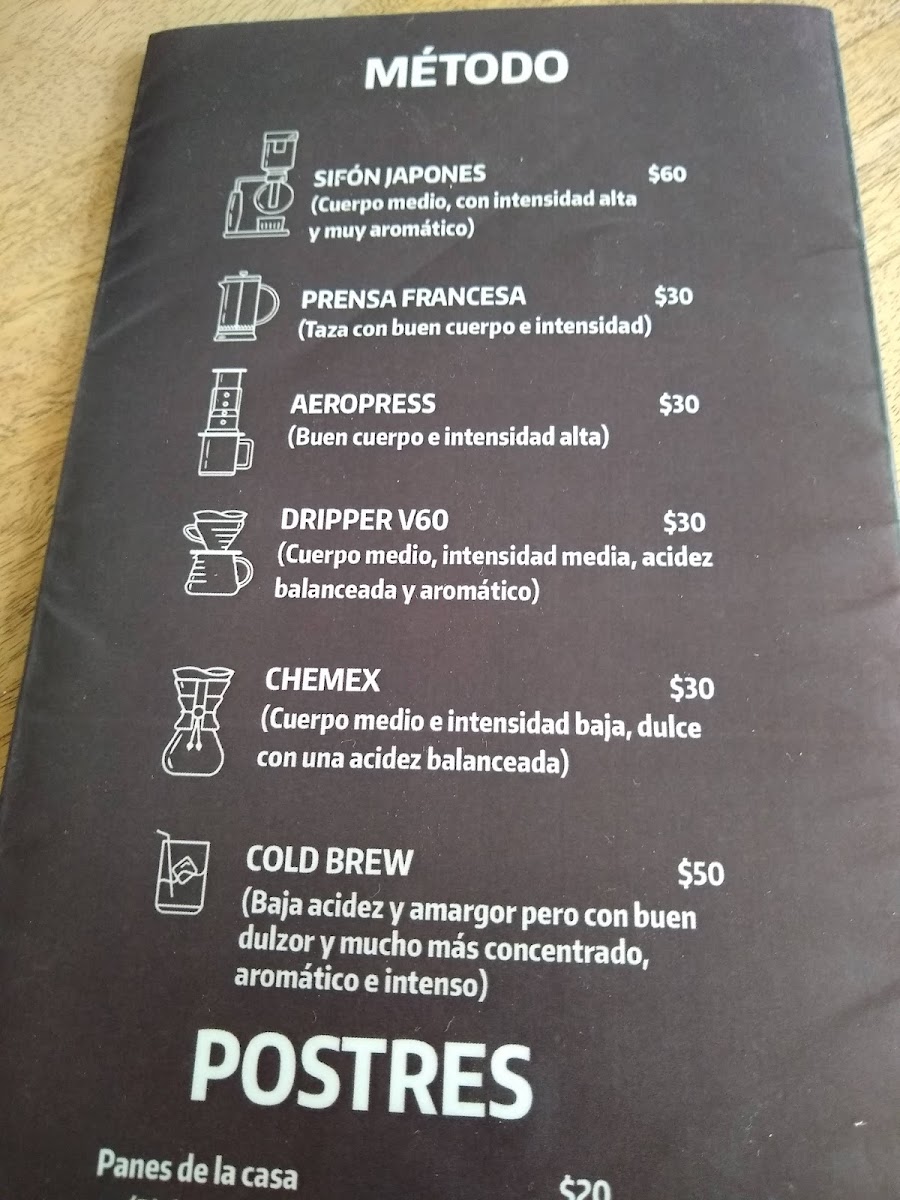 MÉTODO
SIFÓN JAPONES $60
(Cuerpo medio, con intensidad alta
y muy aromático)
PRENSA FRANCESA $30
(Taza con buen cuerpo e intensidad)
AEROPRESS $30
(Buen cuerpo e intensidad alta)
DRIPPER V60 $30
(Cuerpo medio, intensidad media, acidez
balanceada y aromático)
CHEMEX $30
(Cuerpo medio e intensidad baja, dulce
con una acidez balanceada)
COLD BREW $50
(Baja acidez y amargor pero con buen
dulzor y mucho más concentrado,
aromático e intenso)
POSTRES
Panes de la casa $20